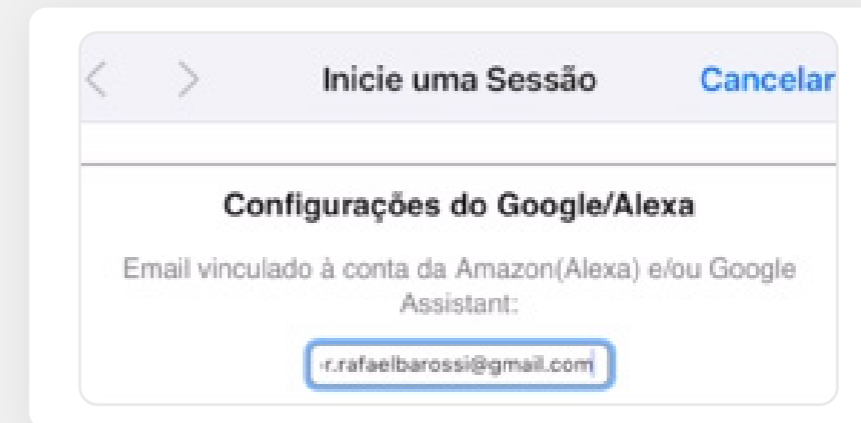 Inicie uma Sessão Cancelar
Configurações do Google/Alexa
Email vinculado à conta da Amazon(Alexa) e/ou Google
Assistant:
r.rafaelbarossi@gmail.com